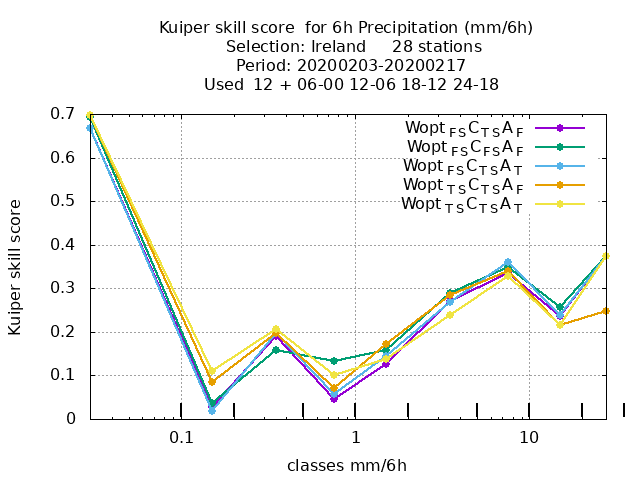 Kuiper skill score  for 6h Precipitation (mm/6h)
Selection: Ireland     28 stations
Period: 20200203-20200217
Used  12 + 06-00 12-06 18-12 24-18
Wopt FS C TS A F
Wopt FS C FS A F
Wopt FS C TS A T
Wopt TS C TS A F
Wopt TS C TS A T
0.7
0.6
0.5
0.4
0.3
0.2
0.1
0
Kuiper skill score
0.1 1 10
classes mm/6h